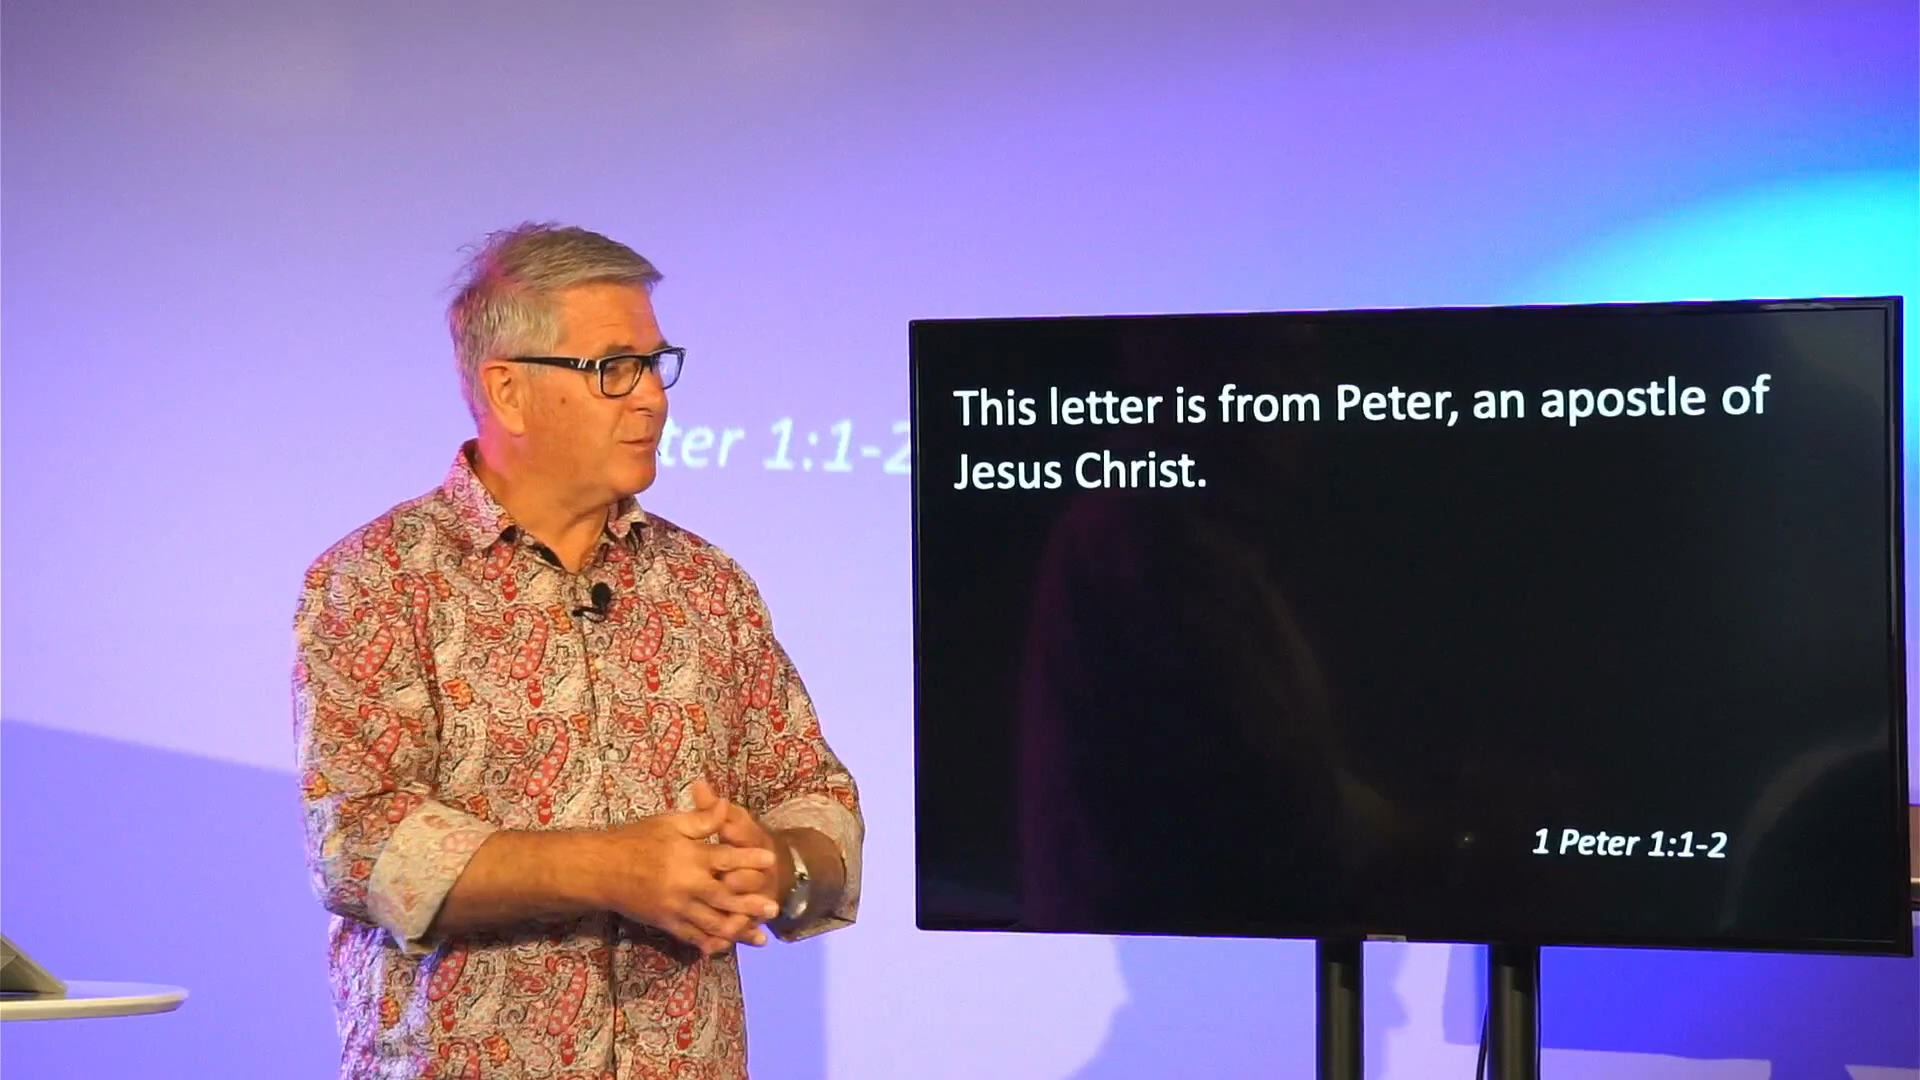 This letter is from Peter, an apostle of
Jesus Christ.
1 Peter 1:1-2
ter 1:1-2